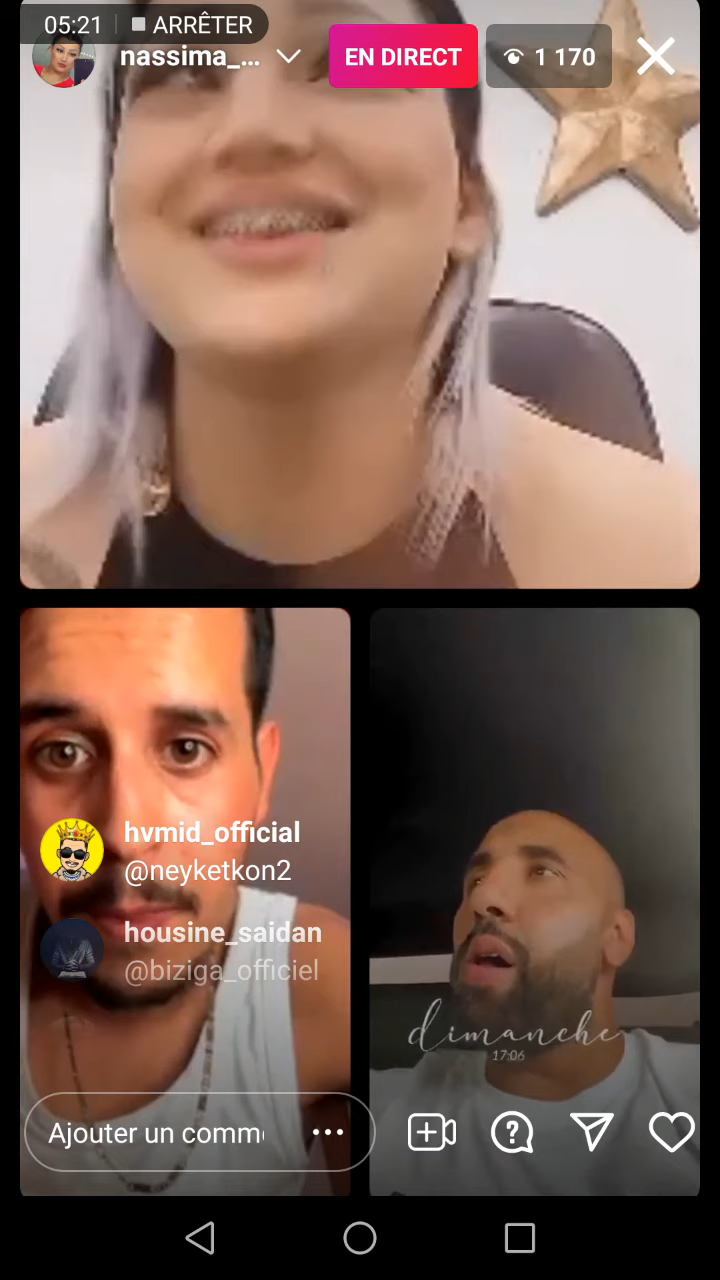 05:21 ARRÊTER
nassima_... EN DIRECT 1 170
hvmid_official
@neyketkon2
housine_saidan
@biziga_officiel
dimanche
17:06
Ajouter un comm